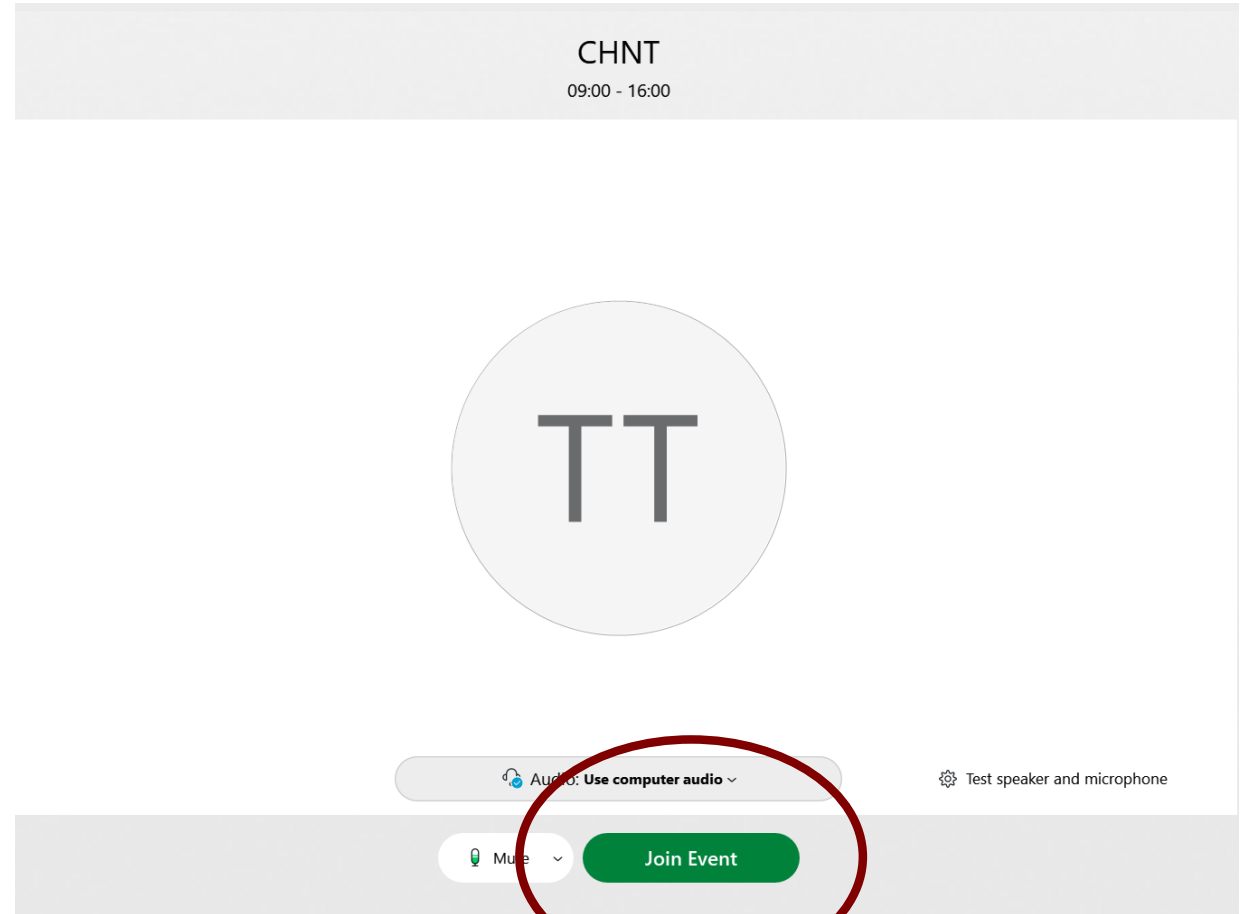 CHNT
09:00 - 16:00
TT
Audio: Use computer audio
Test speaker and microphone
Mute
Join Event